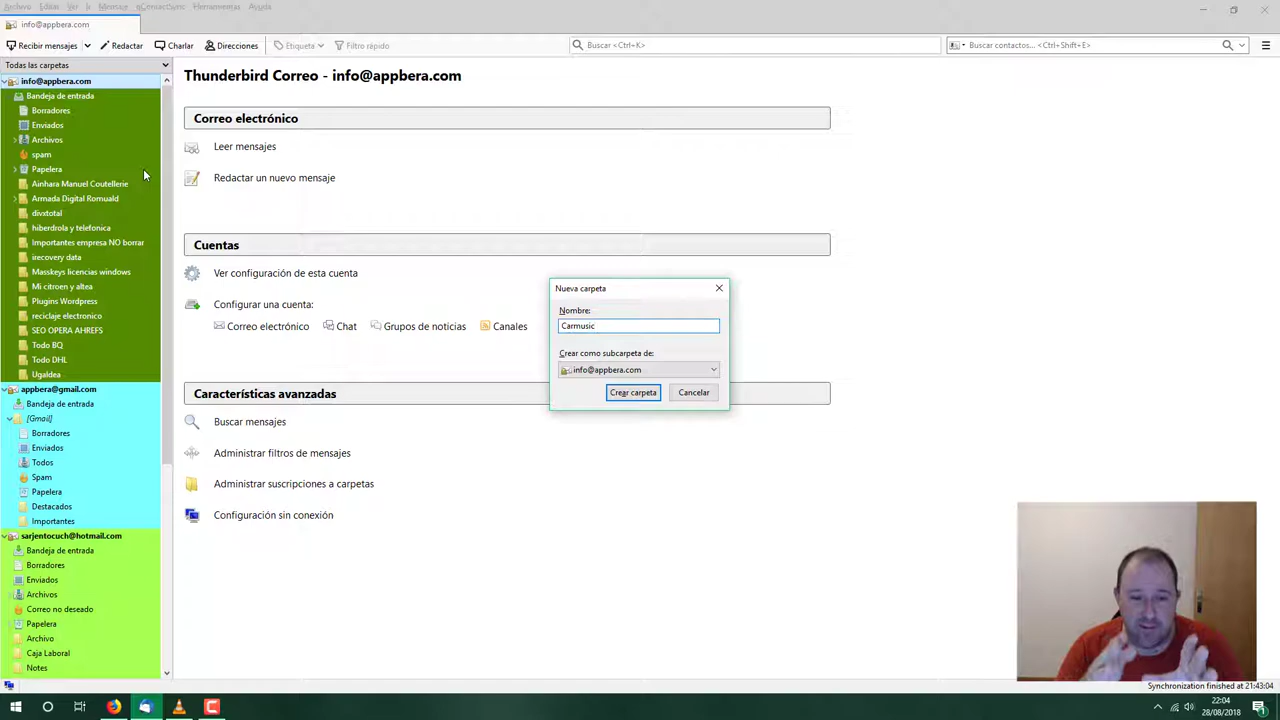 Archivo Editar Ver Ir Mensaje eContactSync Herramientas Ayuda
info@appbera.com
Recibir mensajes Redactar Charlar Direcciones Etiqueta Filtro rápido Buscar <Ctrl+K> Buscar contactos... <Ctrl+Shift+E>
Todas las carpetas
info@appbera.com
Bandeja de entrada
Borradores
Enviados
Archivos
spam
Papelera
Ainhara Manuel Coutellerie
Armada Digital Romuald
divxtotal
hiberdrola y telefonica
Importantes empresa NO borrar
irecovery data
Masskeys licencias windows
Mi citroen y altea
Plugins Wordpress
reciclaje electronico
SEO OPERA AHREFS
Todo BQ
Todo DHL
Ugaldea
appbera@gmail.com
Bandeja de entrada
[Gmail]
Borradores
Enviados
Todos
Spam
Papelera
Destacados
Importantes
sarjentocuch@hotmail.com
Bandeja de entrada
Borradores
Enviados
Archivos
Correo no deseado
Papelera
Archivo
Caja Laboral
Notes
Thunderbird Correo - info@appbera.com
Correo electrónico
Leer mensajes
Redactar un nuevo mensaje
Cuentas
Ver configuración de esta cuenta
Configurar una cuenta:
Correo electrónico Chat Grupos de noticias Canales
Características avanzadas
Buscar mensajes
Administrar filtros de mensajes
Administrar suscripciones a carpetas
Configuración sin conexión
Nueva carpeta
Nombre:
Carmusic
Crear como subcarpeta de:
info@appbera.com
Crear carpeta Cancelar
Synchronization finished at 21:43:04
22:04
28/08/2018